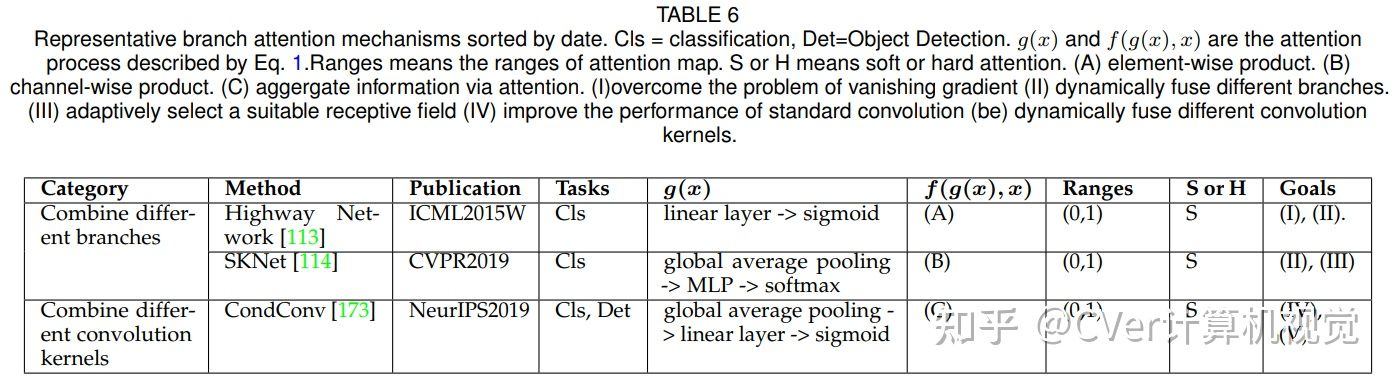 TABLE 6
Representative branch attention mechanisms sorted by date. Cls = classification, Det=Object Detection. g(x) and f(g(x), x) are the attention
process described by Eq. 1.Ranges means the ranges of attention map. S or H means soft or hard attention. (A) element-wise product. (B)
channel-wise product. (C) aggergate information via attention. (I)overcome the problem of vanishing gradient (II) dynamically fuse different branches.
(III) adaptively select a suitable receptive field (IV) improve the performance of standard convolution (be) dynamically fuse different convolution
kernels.
Category Method Publication Tasks g(x) f(g(x), x) Ranges S or H Goals
Combine differ- Highway Net- ICML2015W Cls linear layer -> sigmoid (A) (0,1) S (I), (II).
ent branches work [113]
SKNet [114] CVPR2019 Cls global average pooling (B) (0,1) S (II), (III)
-> MLP -> softmax
Combine differ- CondConv [173] NeurIPS2019 Cls, Det global average pooling - (C) (0,1) S (IV),
ent convolution > linear layer -> sigmoid (V),
kernels
知乎 @CVer计算机视觉